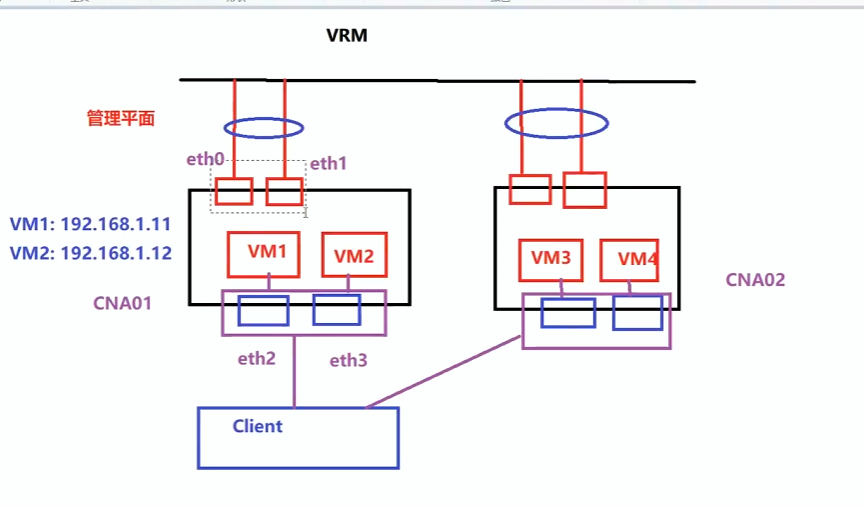 VRM
管理平面
eth0
eth1
VM1: 192.168.1.11
VM2: 192.168.1.12
VM1
VM2
VM3
VM4
CNA01
CNA02
eth2
eth3
Client